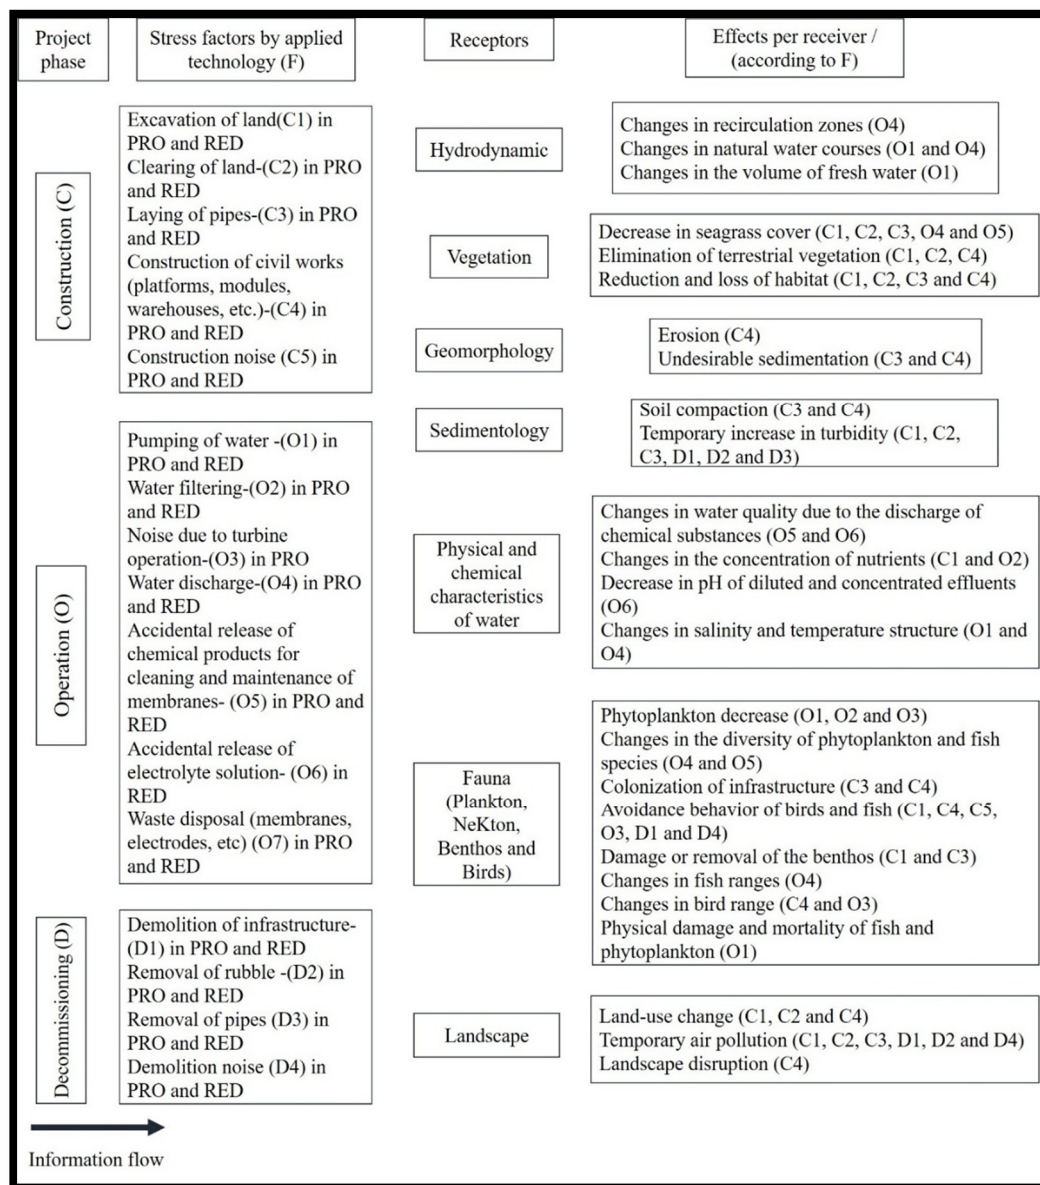 Project
phase
Stress factors by applied
technology (F)
Receptors
Effects per receiver /
(according to F)
Construction (C)
Excavation of land(C1) in
PRO and RED
Clearing of land-(C2) in PRO
and RED
Laying of pipes-(C3) in PRO
and RED
Construction of civil works
(platforms, modules,
warehouses, etc.)-(C4) in
PRO and RED
Construction noise (C5) in
PRO and RED
Operation (O)
Pumping of water -(O1) in
PRO and RED
Water filtering-(O2) in PRO
and RED
Noise due to turbine
operation-(O3) in PRO
Water discharge-(O4) in PRO
and RED
Accidental release of
chemical products for
cleaning and maintenance of
membranes- (O5) in PRO and
RED
Accidental release of
electrolyte solution- (O6) in
RED
Waste disposal (membranes,
electrodes, etc) (O7) in PRO
and RED
Decommissioning (D)
Demolition of infrastructure-
(D1) in PRO and RED
Removal of rubble -(D2) in
PRO and RED
Removal of pipes (D3) in
PRO and RED
Demolition noise (D4) in
PRO and RED
Hydrodynamic
Changes in recirculation zones (O4)
Changes in natural water courses (O1 and O4)
Changes in the volume of fresh water (O1)
Vegetation
Decrease in seagrass cover (C1, C2, C3, O4 and O5)
Elimination of terrestrial vegetation (C1, C2, C4)
Reduction and loss of habitat (C1, C2, C3 and C4)
Geomorphology
Erosion (C4)
Undesirable sedimentation (C3 and C4)
Sedimentology
Soil compaction (C3 and C4)
Temporary increase in turbidity (C1, C2,
C3, D1, D2 and D3)
Physical and
chemical
characteristics
of water
Changes in water quality due to the discharge of
chemical substances (O5 and O6)
Changes in the concentration of nutrients (C1 and O2)
Decrease in pH of diluted and concentrated effluents
(O6)
Changes in salinity and temperature structure (O1 and
O4)
Fauna
(Plankton,
NeKton,
Benthos and
Birds)
Phytoplankton decrease (O1, O2 and O3)
Changes in the diversity of phytoplankton and fish
species (O4 and O5)
Colonization of infrastructure (C3 and C4)
Avoidance behavior of birds and fish (C1, C4, C5,
O3, D1 and D4)
Damage or removal of the benthos (C1 and C3)
Changes in fish ranges (O4)
Changes in bird range (C4 and O3)
Physical damage and mortality of fish and
phytoplankton (O1)
Landscape
Land-use change (C1, C2 and C4)
Temporary air pollution (C1, C2, C3, D1, D2 and D4)
Landscape disruption (C4)
Information flow